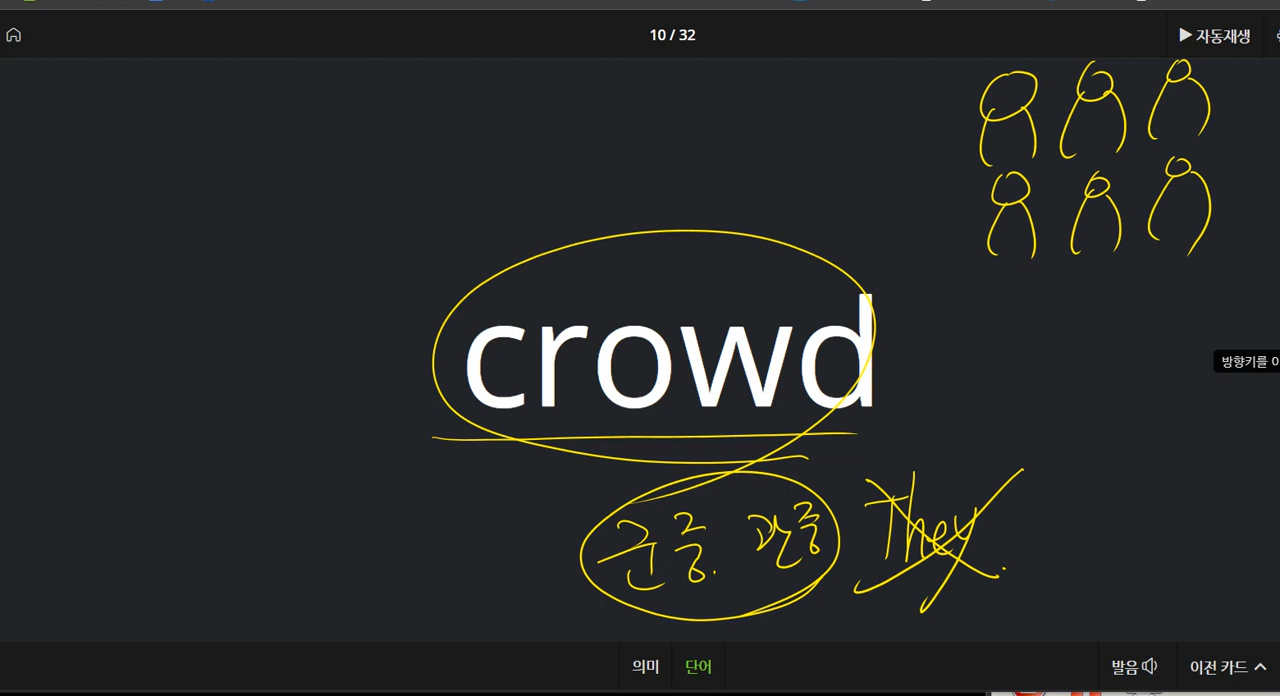 10 / 32
▶ 자동재생
crowd
방향키를
군중. 관중
They
의미
단어
발음
이전 카드